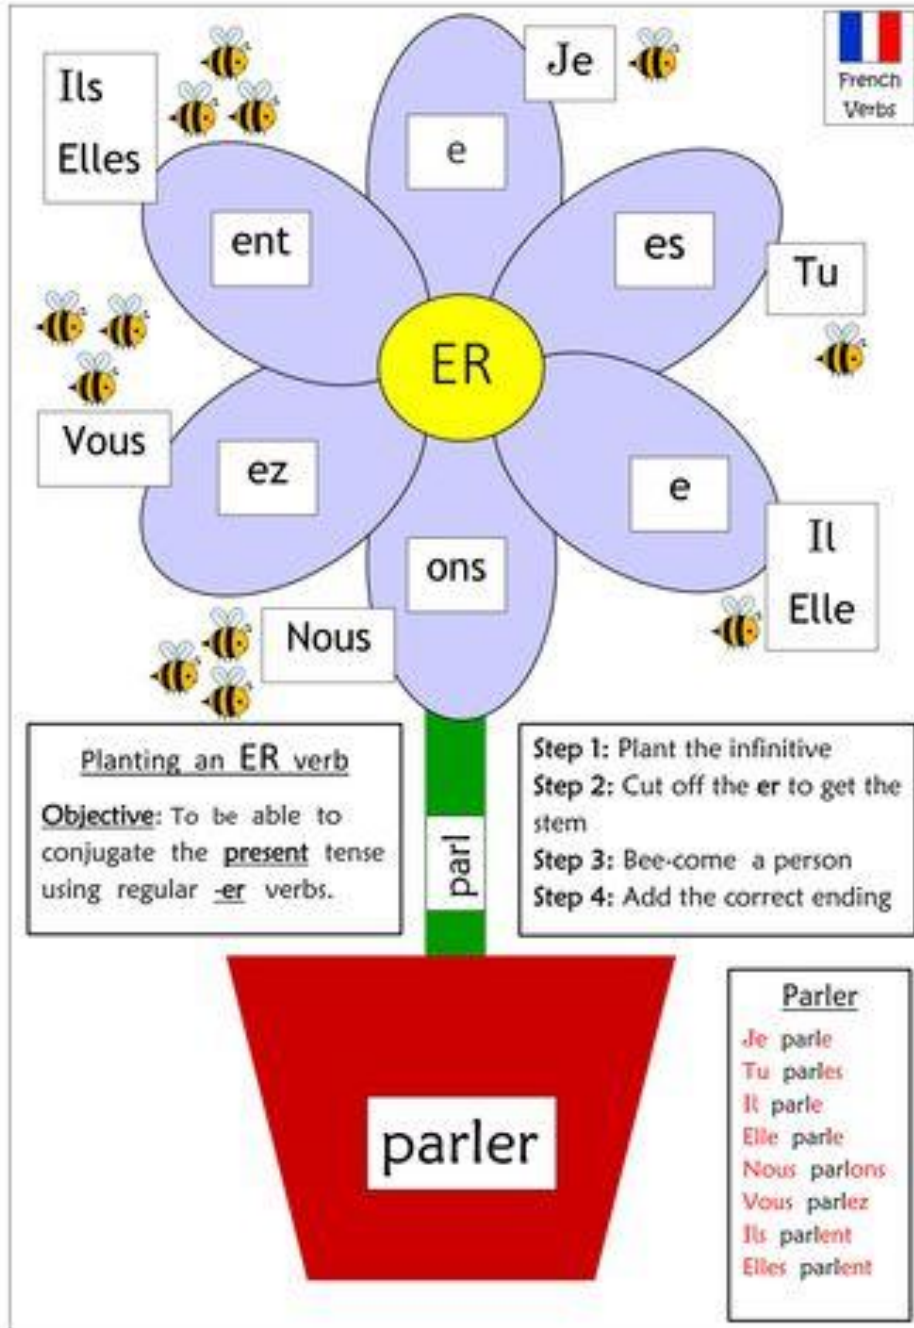 French
Verbs
Je
e
Ils
Elles
ent
es
Tu
ER
Vous
ez
e
Il
Elle
ons
Nous
Planting an ER verb
Objective: To be able to
conjugate the present tense
using regular -er verbs.
parl
Step 1: Plant the infinitive
Step 2: Cut off the er to get the
stem
Step 3: Bee-come a person
Step 4: Add the correct ending
parler
Parler
Je parle
Tu parles
Il parle
Elle parle
Nous parlons
Vous parlez
Ils parlent
Elles parlent